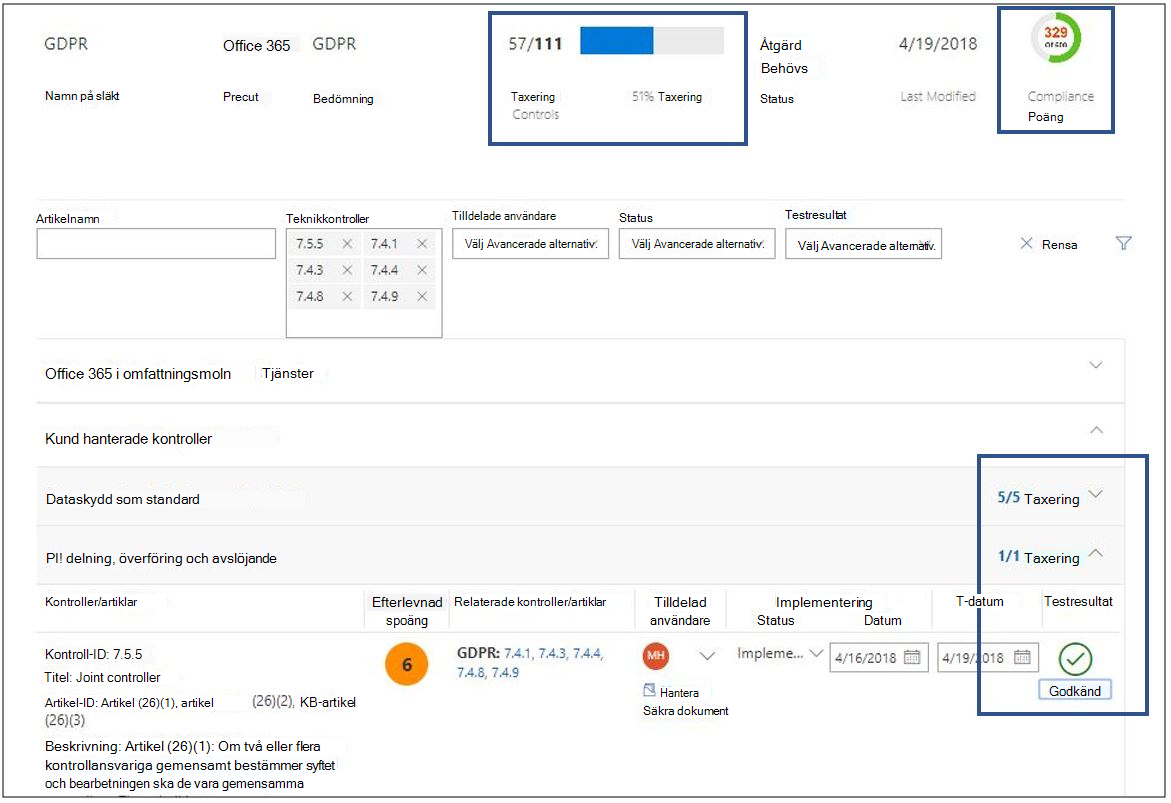 GDPR
Office 365
GDPR
57/111
Åtgärd
Behövs
4/19/2018
329
Of 600
Namn på släkt
Precut
Bedömning
Taxering
Controls
51% Taxering
Status
Last Modified
Compliance
Poäng
Artikelnamn
Teknikkontroller
Tilldelade användare
Status
Testresultat
7.5.5 7.4.1
7.4.3 7.4.4
7.4.8 7.4.9
Välj Avancerade alternativ.
Välj Avancerade alternativ.
Välj Avancerade alternativ.
Rensa
Office 365 i omfattningsmoln Tjänster
Kund hanterade kontroller
Dataskydd som standard
5/5 Taxering
PI! delning, överföring och avslöjande
1/1 Taxering
Kontroller/artiklar
Efterlevnad
spoäng
Relaterade kontroller/artiklar
Tilldelad
användare
Implementering
Status Datum
T-datum
Testresultat
Kontroll-ID: 7.5.5
Titel: Joint controller
Artikel-ID: Artikel (26)(1), artikel (26)(2), KB-artikel
(26)(3)
Beskrivning: Artikel (26)(1): Om två eller flera
kontrollansvariga gemensamt bestämmer syftet
och bearbetningen ska de vara gemensamma
6
GDPR: 7.4.1, 7.4.3, 7.4.4,
7.4.8, 7.4.9
MH
Hantera
Säkra dokument
Impleme...
4/16/2018
4/19/2018
Godkänd